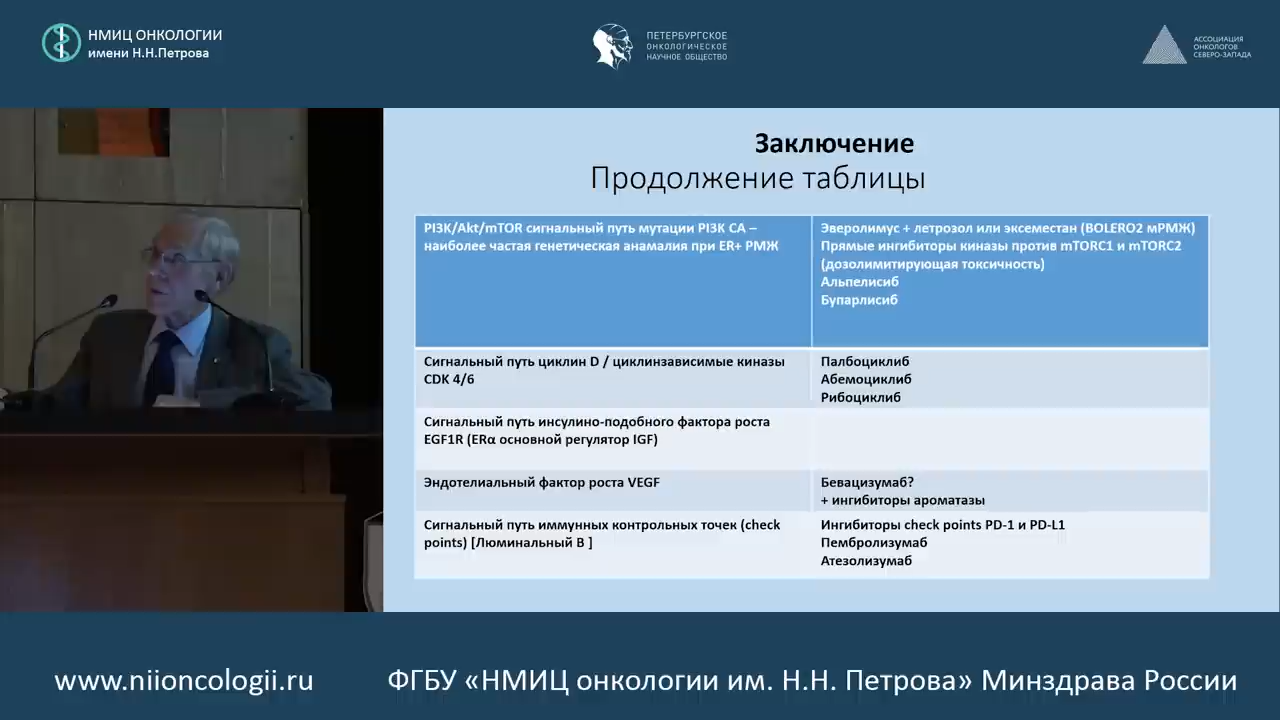 НМИЦ ОНКОЛОГИИ
имени Н.Н.Петрова
ПЕТЕРБУРГСКОЕ
ОНКОЛОГИЧЕСКОЕ
НАУЧНОЕ ОБЩЕСТВО
АССОЦИАЦИЯ
ОНКОЛОГОВ
СЕВЕРО-ЗАПАДА
Заключение
Продолжение таблицы
PI3K/Akt/mTOR сигнальный путь мутации PI3K CA –
наиболее частая генетическая анамалия при ER+ РМЖ
Эверолимус + летрозол или эксеместан (BOLERO2 мРМЖ)
Прямые ингибиторы киназы против mTORC1 и mTORC2
(дозолимитирующая токсичность)
Альпелисиб
Бупарлисиб
Сигнальный путь циклин D / циклинзависимые киназы
CDK 4/6
Палбоциклиб
Абемоциклиб
Рибоциклиб
Сигнальный путь инсулино-подобного фактора роста
EGF1R (ERα основной регулятор IGF)
Эндотелиальный фактор роста VEGF
Бевацизумаб?
+ ингибиторы ароматазы
Сигнальный путь иммунных контрольных точек (check
points) [Люминальный В ]
Ингибиторы check points PD-1 и PD-L1
Пембролизумаб
Атезолизумаб
www.niioncologii.ru
ФГБУ «НМИЦ онкологии им. Н.Н. Петрова» Минздрава России